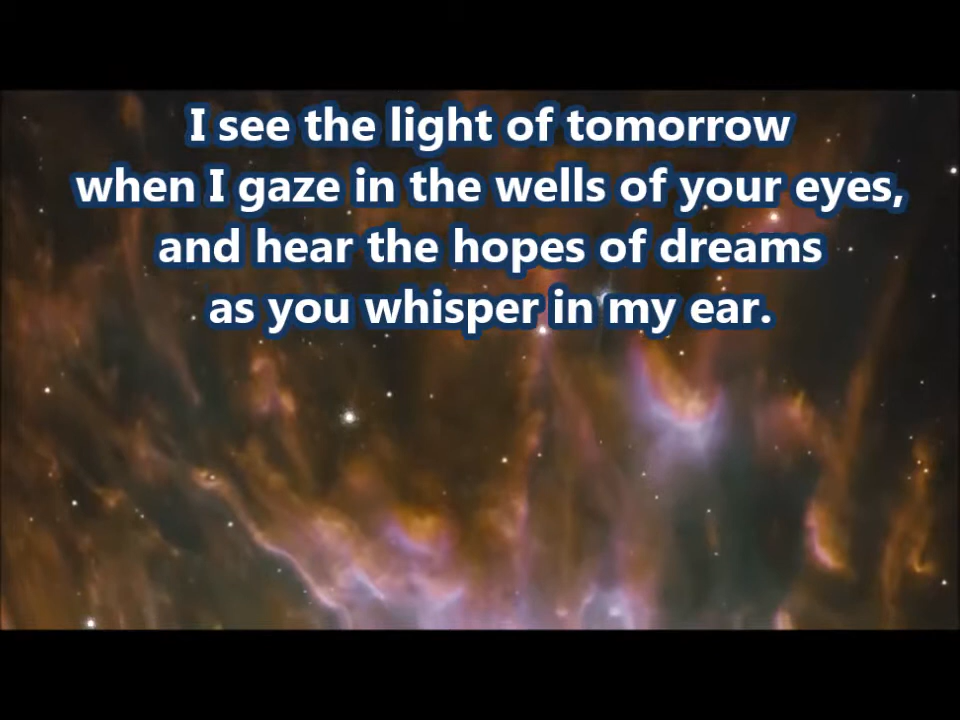 I see the light of tomorrow
when I gaze in the wells of your eyes,
and hear the hopes of dreams
as you whisper in my ear.